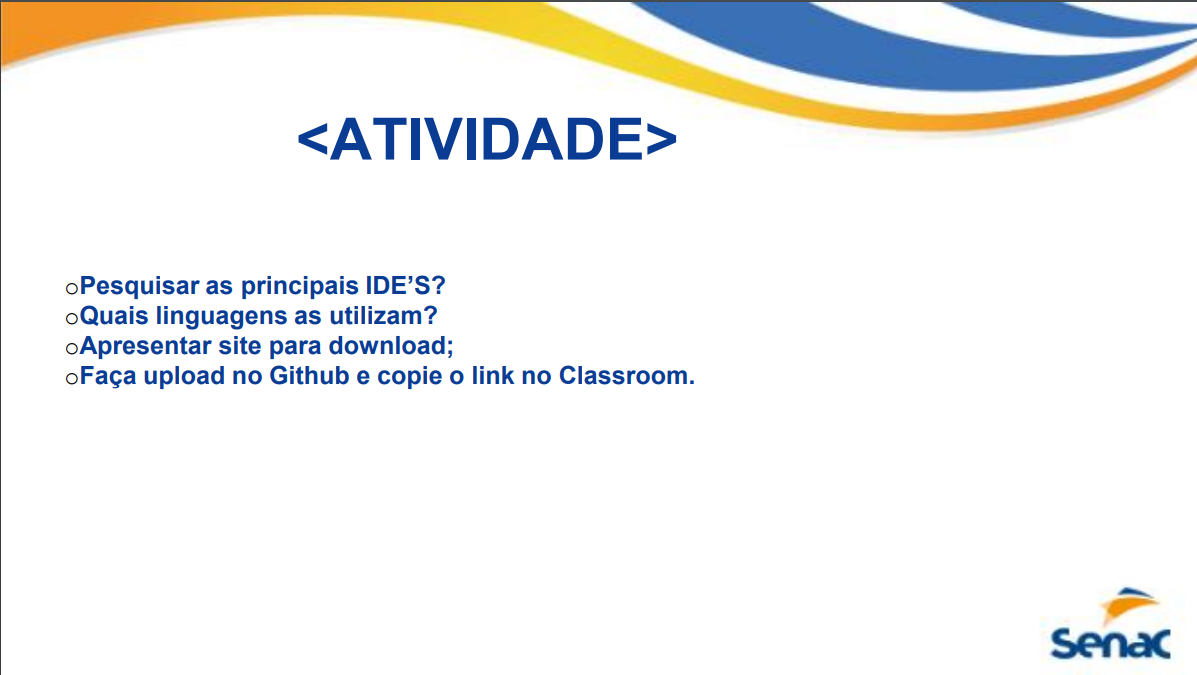 <ATIVIDADE>
oPesquisar as principais IDE’S?
oQuais linguagens as utilizam?
oApresentar site para download;
oFaça upload no Github e copie o link no Classroom.
Senac